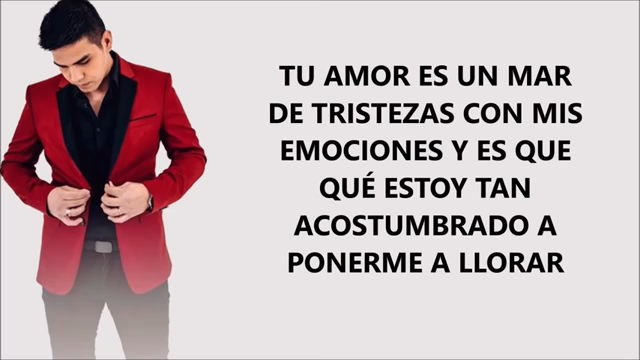 TU AMOR ES UN MAR
DE TRISTEZAS CON MIS
EMOCIONES Y ES QUE
QUÉ ESTOY TAN
ACOSTUMBRADO A
PONERME A LLORAR